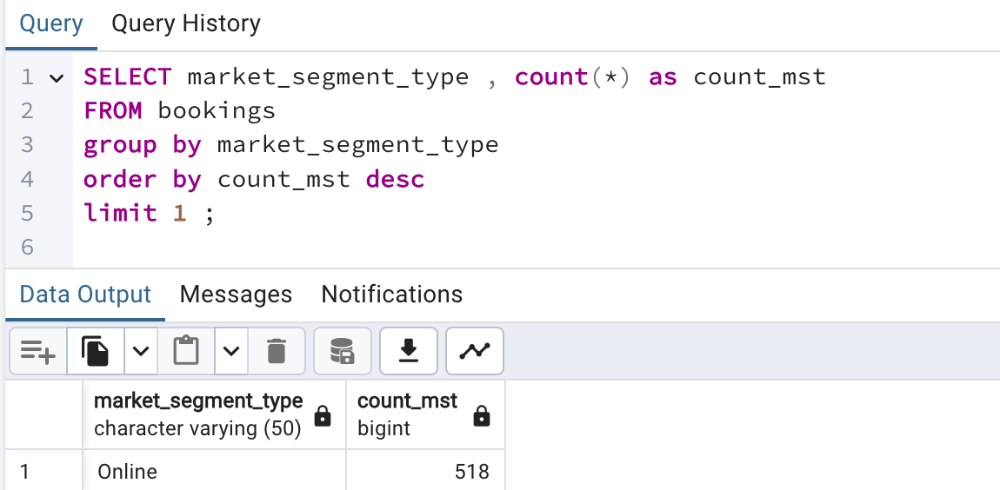 Query Query History
1 SELECT market_segment_type , count(*) as count_mst
2 FROM bookings
3 group by market_segment_type
4 order by count_mst desc
5 limit 1 ;
6
Data Output Messages Notifications
market_segment_type count_mst
character varying (50) bigint
1 Online 518